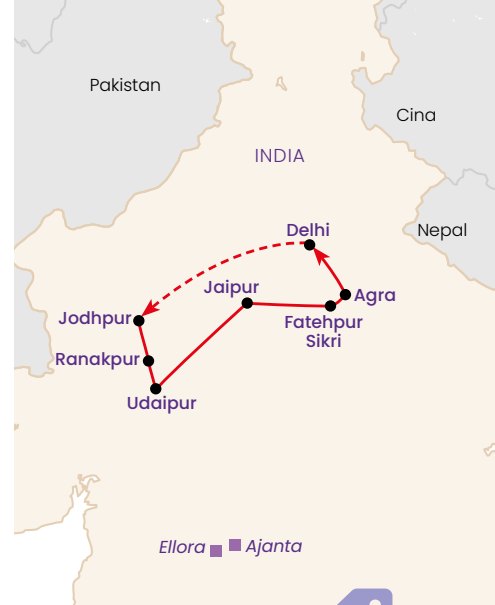 Pakistan
Cina
INDIA
Nepal
Delhi
Jaipur
Agra
Jodhpur
Fatehpur
Sikri
Ranakpur
Udaipur
Ellora
Ajanta